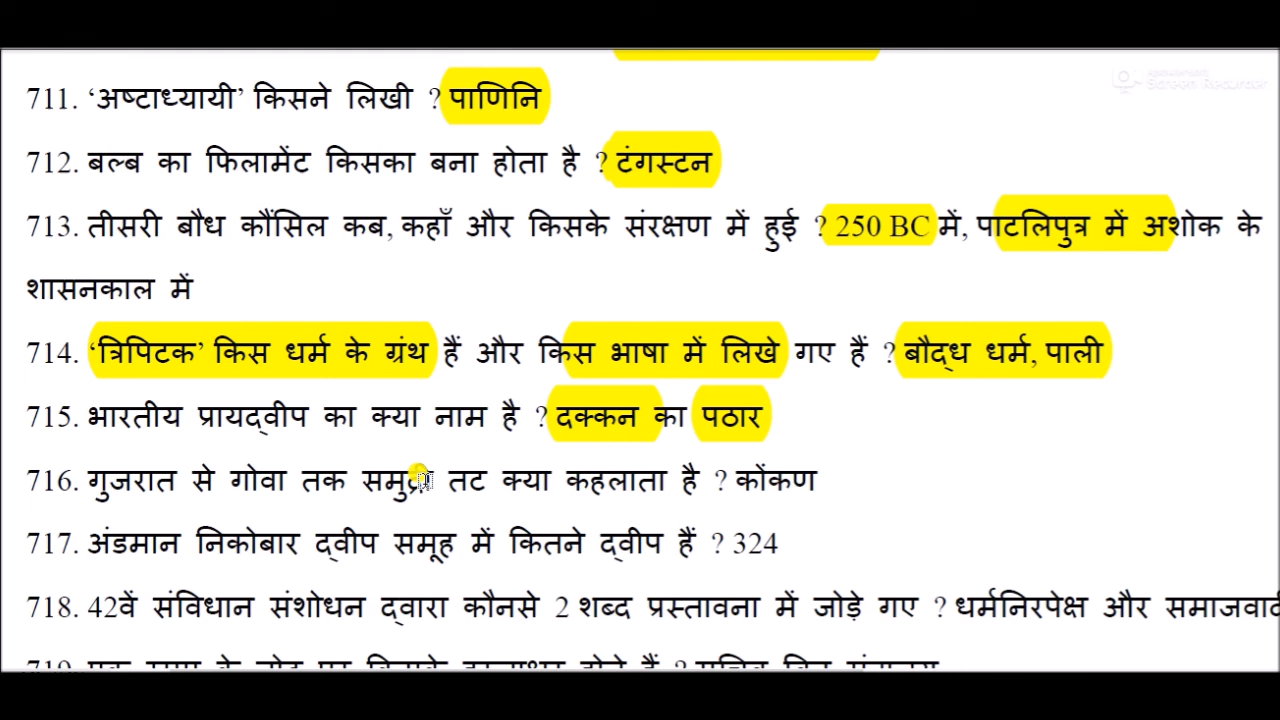 711. ‘अष्टाध्यायी’ किसने लिखी ? पाणिनि
712. बल्ब का फिलामेंट किसका बना होता है ? टंगस्टन
713. तीसरी बौध कौंसिल कब, कहाँ और किसके संरक्षण में हुई ? 250 BC में, पाटलिपुत्र में अशोक के
शासनकाल में
714. ‘त्रिपिटक’ किस धर्म के ग्रंथ हैं और किस भाषा में लिखे गए हैं ? बौद्ध धर्म, पाली
715. भारतीय प्रायद्वीप का क्या नाम है ? दक्कन का पठार
716. गुजरात से गोवा तक समुद्री तट क्या कहलाता है ? कोंकण
717. अंडमान निकोबार द्वीप समूह में कितने द्वीप हैं ? 324
718. 42वें संविधान संशोधन द्वारा कौनसे 2 शब्द प्रस्तावना में जोड़े गए ? धर्मनिरपेक्ष और समाजवादी
Screen Recorder